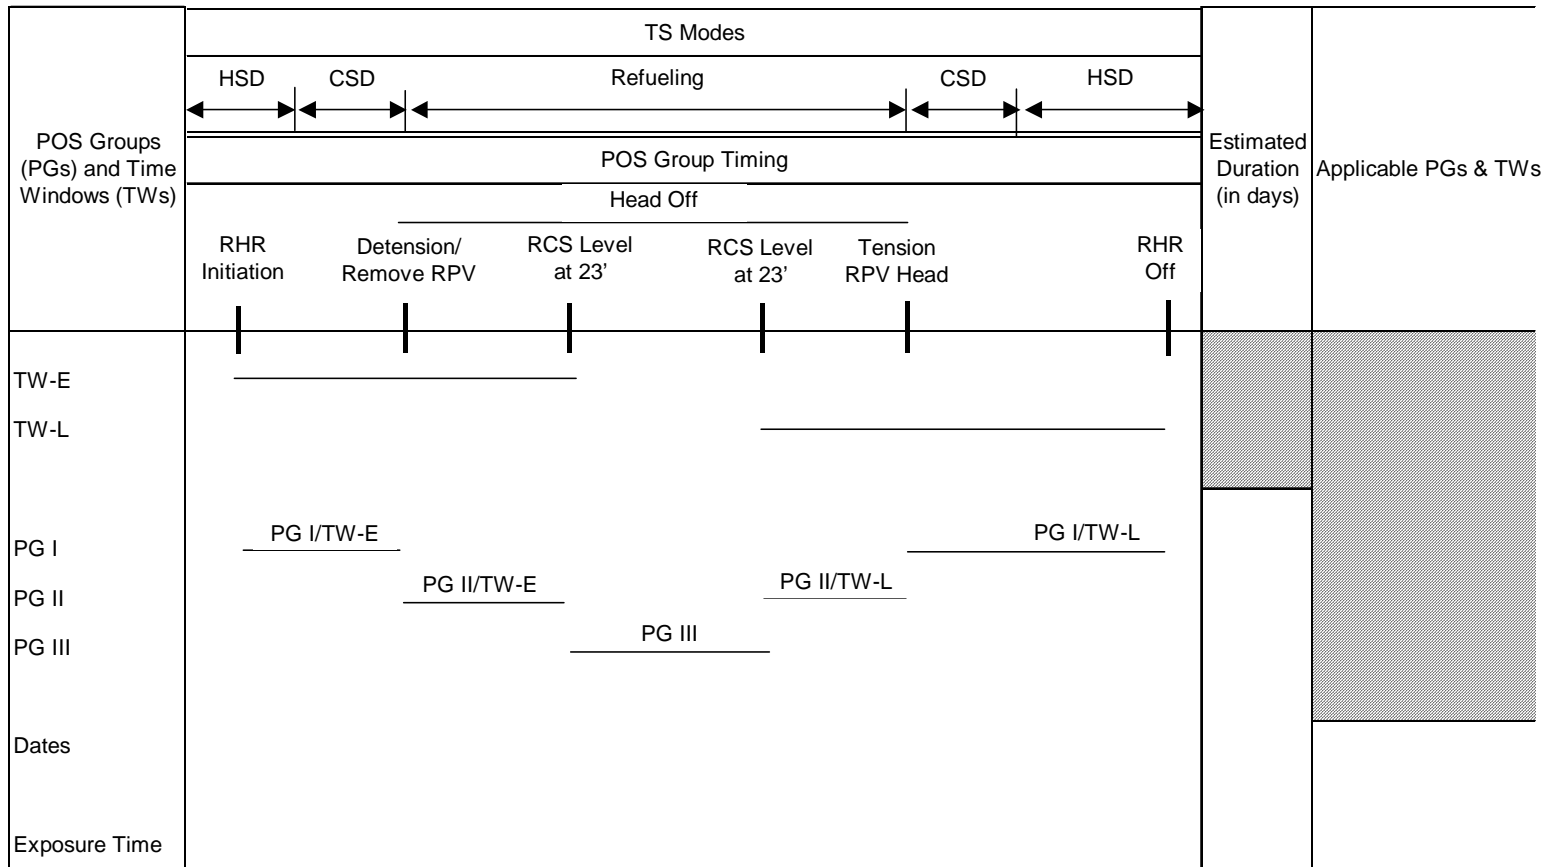 TS Modes
HSD
CSD
Refueling
CSD
HSD
POS Groups
(PGs) and Time
Windows (TWs)
POS Group Timing
Estimated
Duration
(in days)
Applicable PGs & TWs
Head Off
RHR
Initiation
Detension/
Remove RPV
RCS Level
at 23’
RCS Level
at 23’
Tension
RPV Head
RHR
Off
TW-E
TW-L
PG I
PG I/TW-E
PG I/TW-L
PG II
PG II/TW-E
PG II/TW-L
PG III
PG III
Dates
Exposure Time